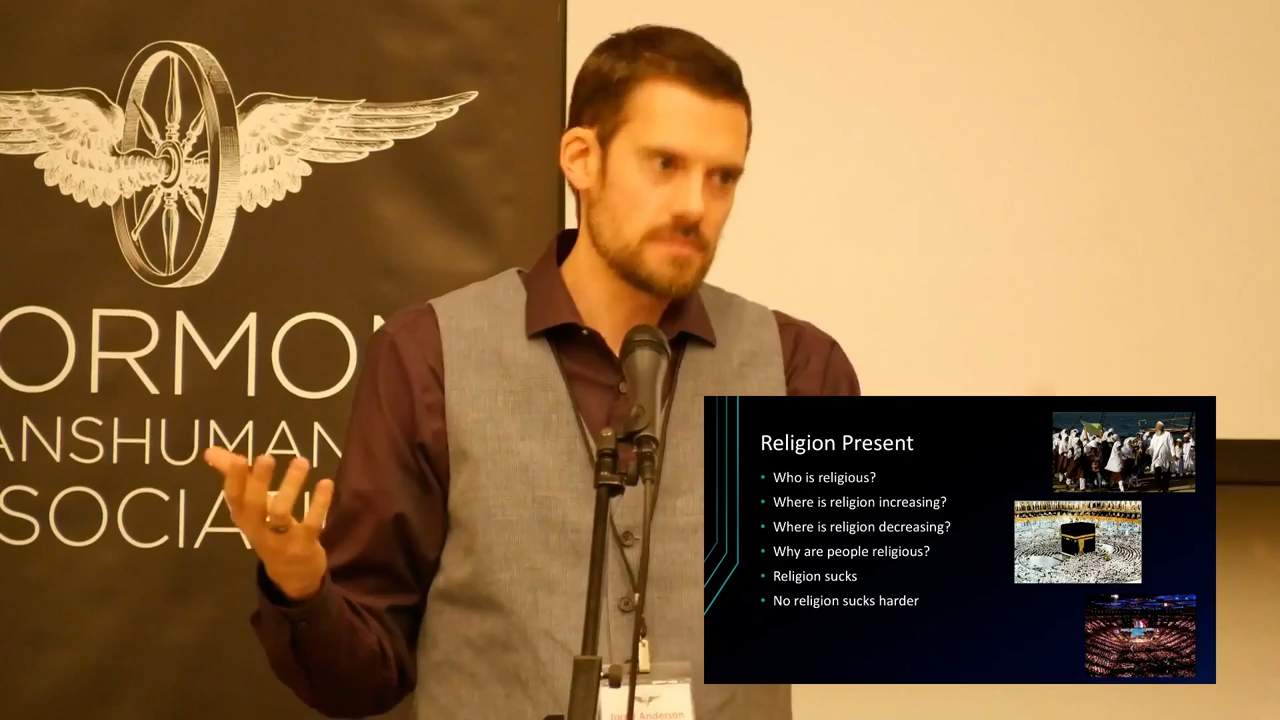 ORMON
ANSHUMAN
SOCIA
Religion Present
• Who is religious?
• Where is religion increasing?
• Where is religion decreasing?
• Why are people religious?
• Religion sucks
• No religion sucks harder
Anderson